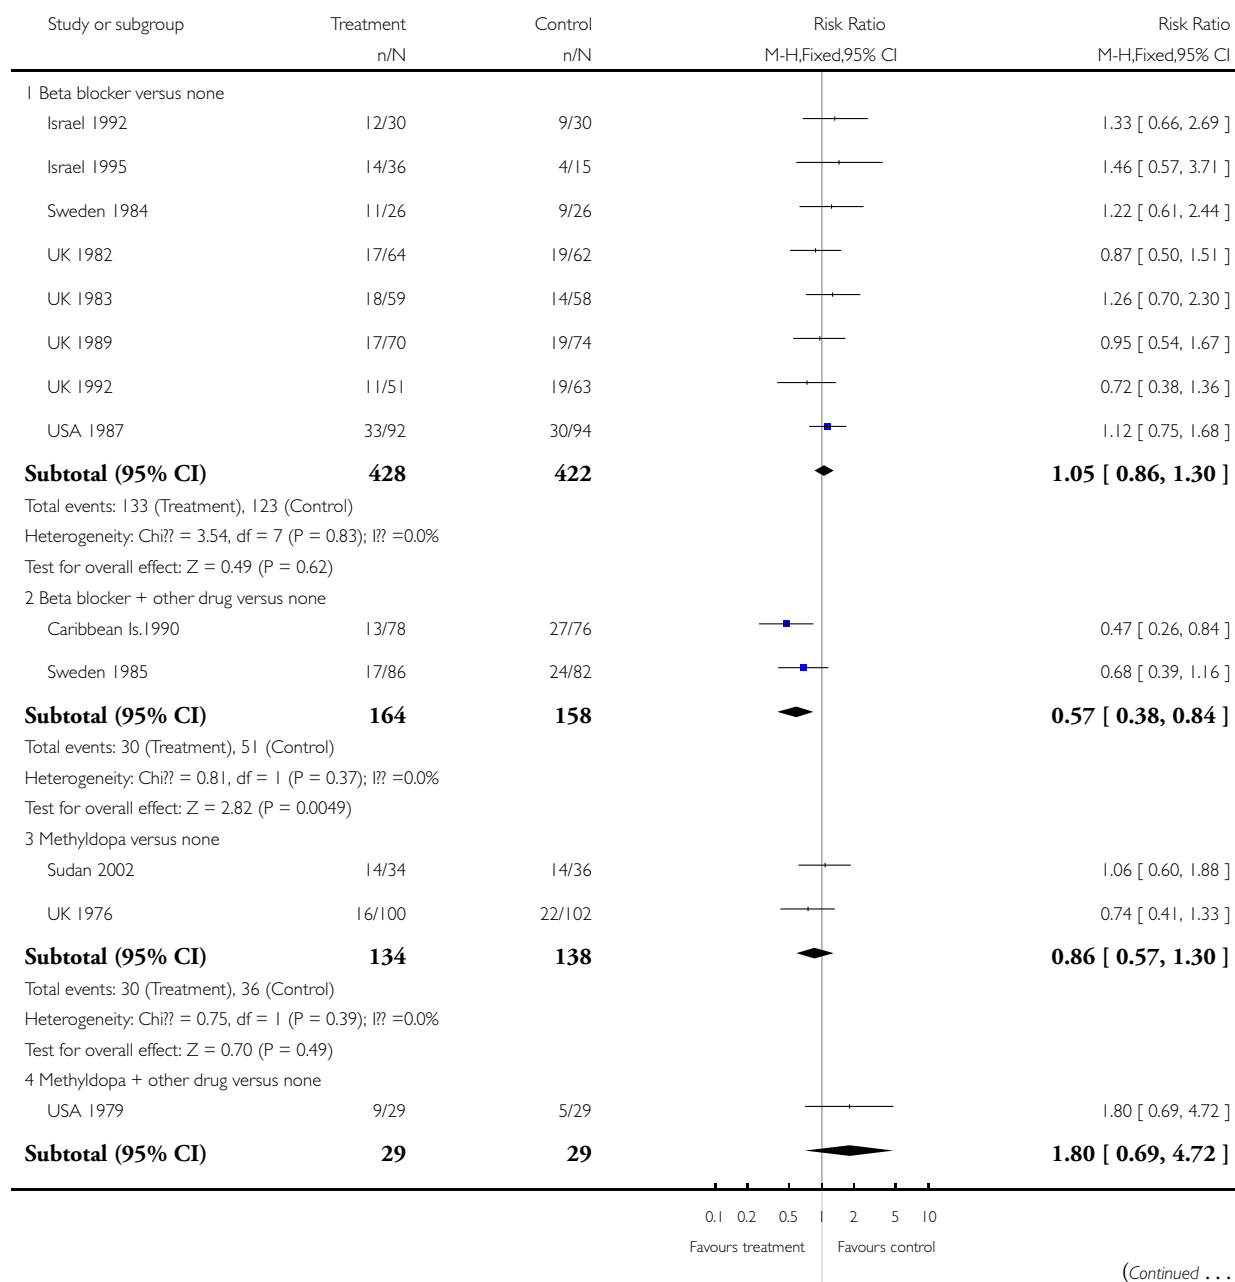 Study or subgroup Treatment Control Risk Ratio Risk Ratio
n/N n/N M-H,Fixed,95% CI M-H,Fixed,95% CI
1 Beta blocker versus none
Israel 1992 12/30 9/30 1.33 [ 0.66, 2.69 ]
Israel 1995 14/36 4/15 1.46 [ 0.57, 3.71 ]
Sweden 1984 11/26 9/26 1.22 [ 0.61, 2.44 ]
UK 1982 17/64 19/62 0.87 [ 0.50, 1.51 ]
UK 1983 18/59 14/58 1.26 [ 0.70, 2.30 ]
UK 1989 17/70 19/74 0.95 [ 0.54, 1.67 ]
UK 1992 11/51 19/63 0.72 [ 0.38, 1.36 ]
USA 1987 33/92 30/94 1.12 [ 0.75, 1.68 ]
Subtotal (95% CI) 428 422 1.05 [ 0.86, 1.30 ]
Total events: 133 (Treatment), 123 (Control)
Heterogeneity: Chi?? = 3.54, df = 7 (P = 0.83); I?? =0.0%
Test for overall effect: Z = 0.49 (P = 0.62)
2 Beta blocker + other drug versus none
Caribbean Is.1990 13/78 27/76 0.47 [ 0.26, 0.84 ]
Sweden 1985 17/86 24/82 0.68 [ 0.39, 1.16 ]
Subtotal (95% CI) 164 158 0.57 [ 0.38, 0.84 ]
Total events: 30 (Treatment), 51 (Control)
Heterogeneity: Chi?? = 0.81, df = 1 (P = 0.37); I?? =0.0%
Test for overall effect: Z = 2.82 (P = 0.0049)
3 Methyldopa versus none
Sudan 2002 14/34 14/36 1.06 [ 0.60, 1.88 ]
UK 1976 16/100 22/102 0.74 [ 0.41, 1.33 ]
Subtotal (95% CI) 134 138 0.86 [ 0.57, 1.30 ]
Total events: 30 (Treatment), 36 (Control)
Heterogeneity: Chi?? = 0.75, df = 1 (P = 0.39); I?? =0.0%
Test for overall effect: Z = 0.70 (P = 0.49)
4 Methyldopa + other drug versus none
USA 1979 9/29 5/29 1.80 [ 0.69, 4.72 ]
Subtotal (95% CI) 29 29 1.80 [ 0.69, 4.72 ]
0.1 0.2 0.5 1 2 5 10
Favours treatment Favours control
(Continued . . .